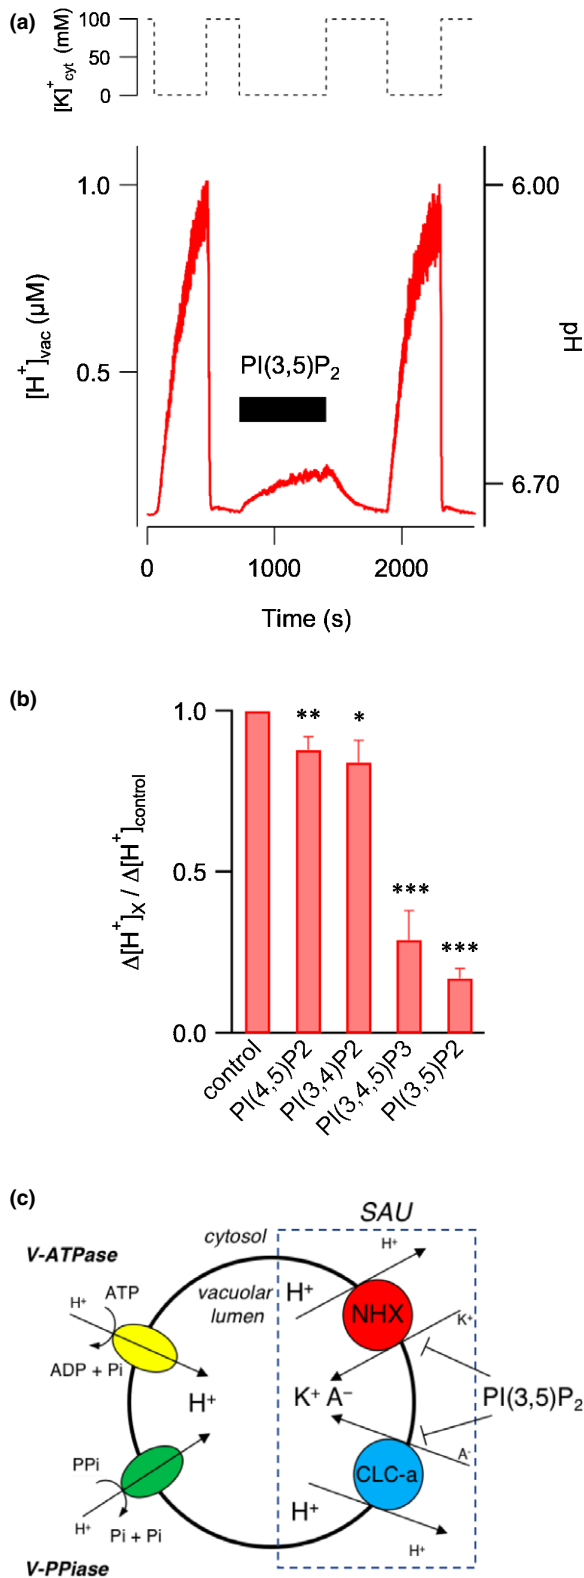 (a)
[K]⁺cyt (mM)
100
50
0
[H⁺]vac (μM)
1.0
0.5
pH
6.00
6.70
PI(3,5)P₂
0
1000
2000
Time (s)
(b)
Δ[H⁺]X / Δ[H⁺]control
1.0
0.5
0.0
**
*
***
***
control
PI(4,5)P2
PI(3,4)P2
PI(3,4,5)P3
PI(3,5)P2
(c)
SAU
V-ATPase
cytosol
H⁺
vacuolar
lumen
H⁺
NHX
H⁺
ATP
ADP + Pi
K⁺
H⁺
K⁺ A⁻
PI(3,5)P₂
PPi
H⁺
Pi + Pi
CLC-a
A⁻
H⁺
H⁺
V-PPiase